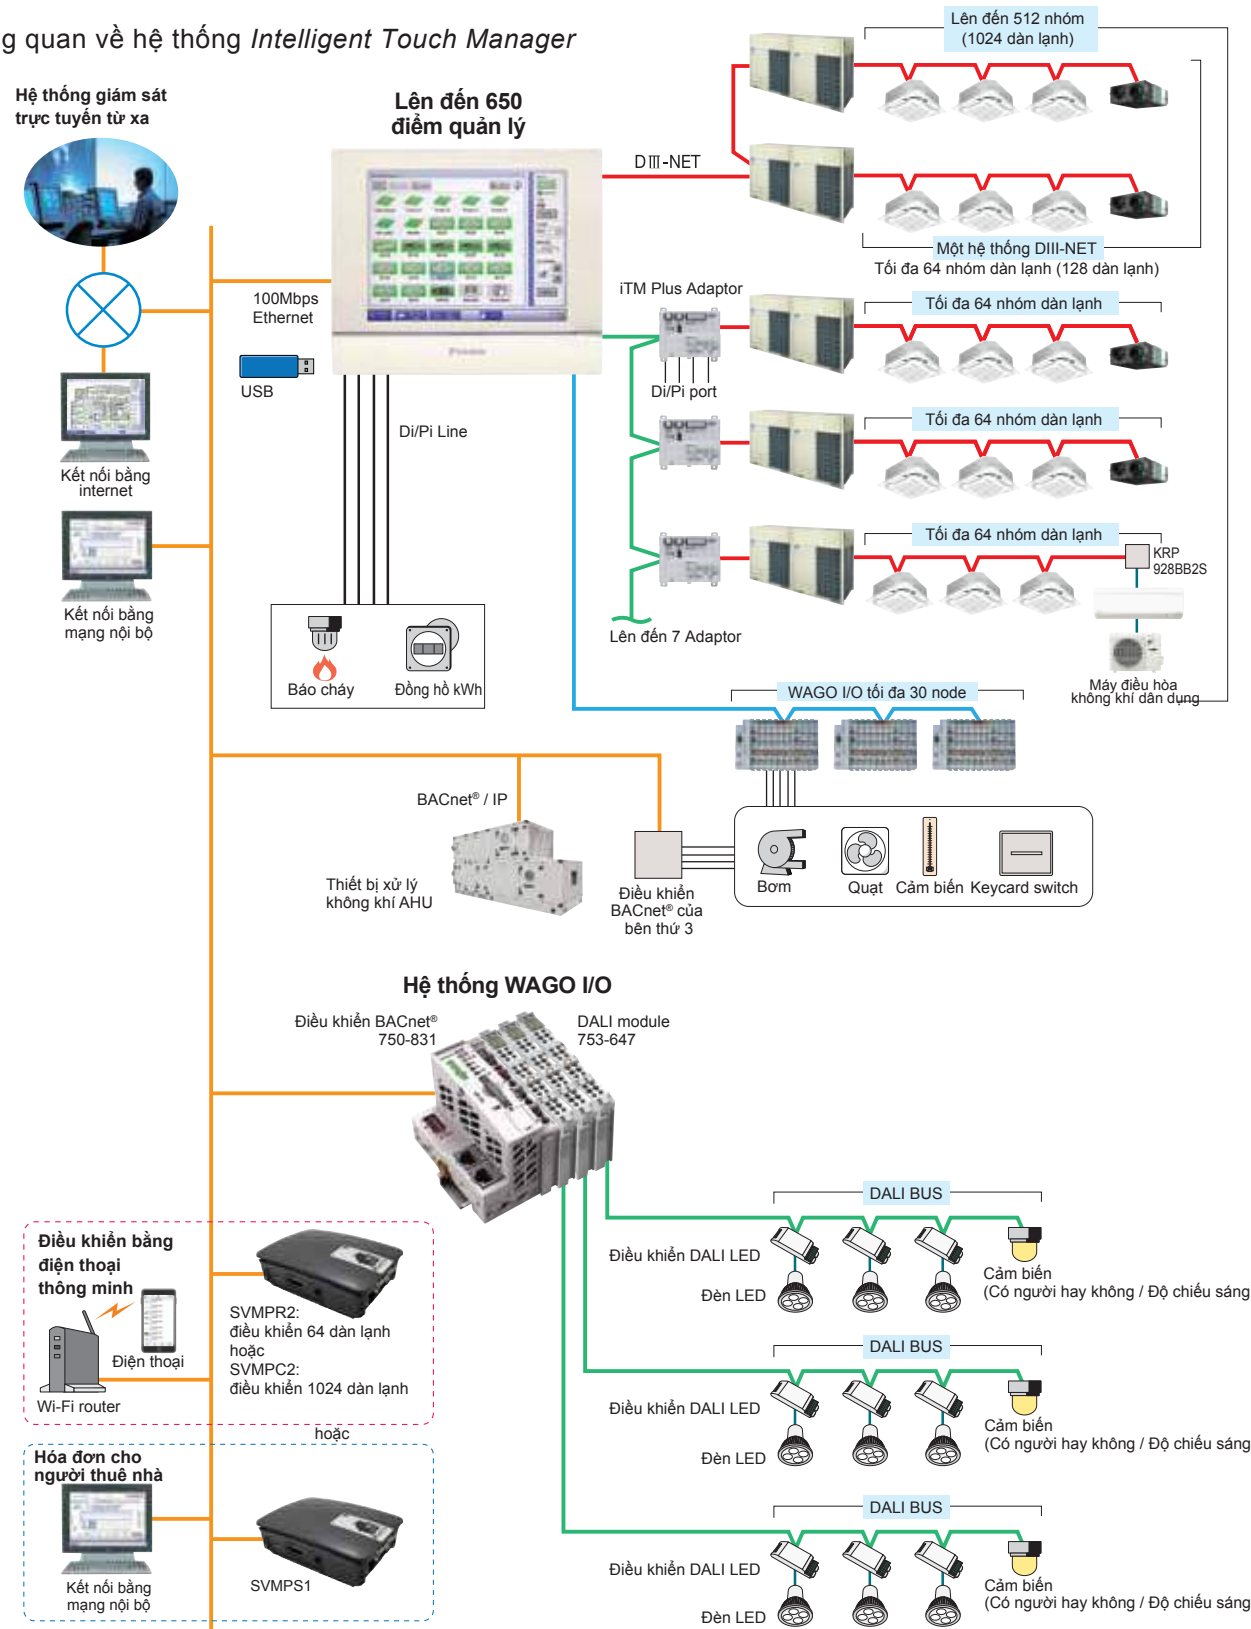 g quan về hệ thống Intelligent Touch Manager
Hệ thống giám sát
trực tuyến từ xa
Lên đến 650
điểm quản lý
Lên đến 512 nhóm
(1024 dàn lạnh)
DIII-NET
Một hệ thống DIII-NET
Tối đa 64 nhóm dàn lạnh (128 dàn lạnh)
100Mbps
Ethernet
USB
iTM Plus Adaptor
Di/Pi port
Tối đa 64 nhóm dàn lạnh
Tối đa 64 nhóm dàn lạnh
Tối đa 64 nhóm dàn lạnh
Di/Pi Line
Kết nối bằng
internet
Kết nối bằng
mạng nội bộ
KRP
928BB2S
Lên đến 7 Adaptor
Báo cháy
Đồng hồ kWh
Máy điều hòa
không khí dân dụng
WAGO I/O tối đa 30 node
BACnet® / IP
Thiết bị xử lý
không khí AHU
Điều khiển
BACnet® của
bên thứ 3
Bơm
Quạt
Cảm biến
Keycard switch
Hệ thống WAGO I/O
Điều khiển BACnet®
750-831
DALI module
753-647
DALI BUS
Điều khiển DALI LED
Đèn LED
Cảm biến
(Có người hay không / Độ chiếu sáng
DALI BUS
Điều khiển DALI LED
Đèn LED
Cảm biến
(Có người hay không / Độ chiếu sáng
DALI BUS
Điều khiển DALI LED
Đèn LED
Cảm biến
(Có người hay không / Độ chiếu sáng
Điều khiển bằng
điện thoại
thông minh
Điện thoại
Wi-Fi router
SVMPR2:
điều khiển 64 dàn lạnh
hoặc
SVMPC2:
điều khiển 1024 dàn lạnh
hoặc
Hóa đơn cho
người thuê nhà
Kết nối bằng
mạng nội bộ
SVMPS1